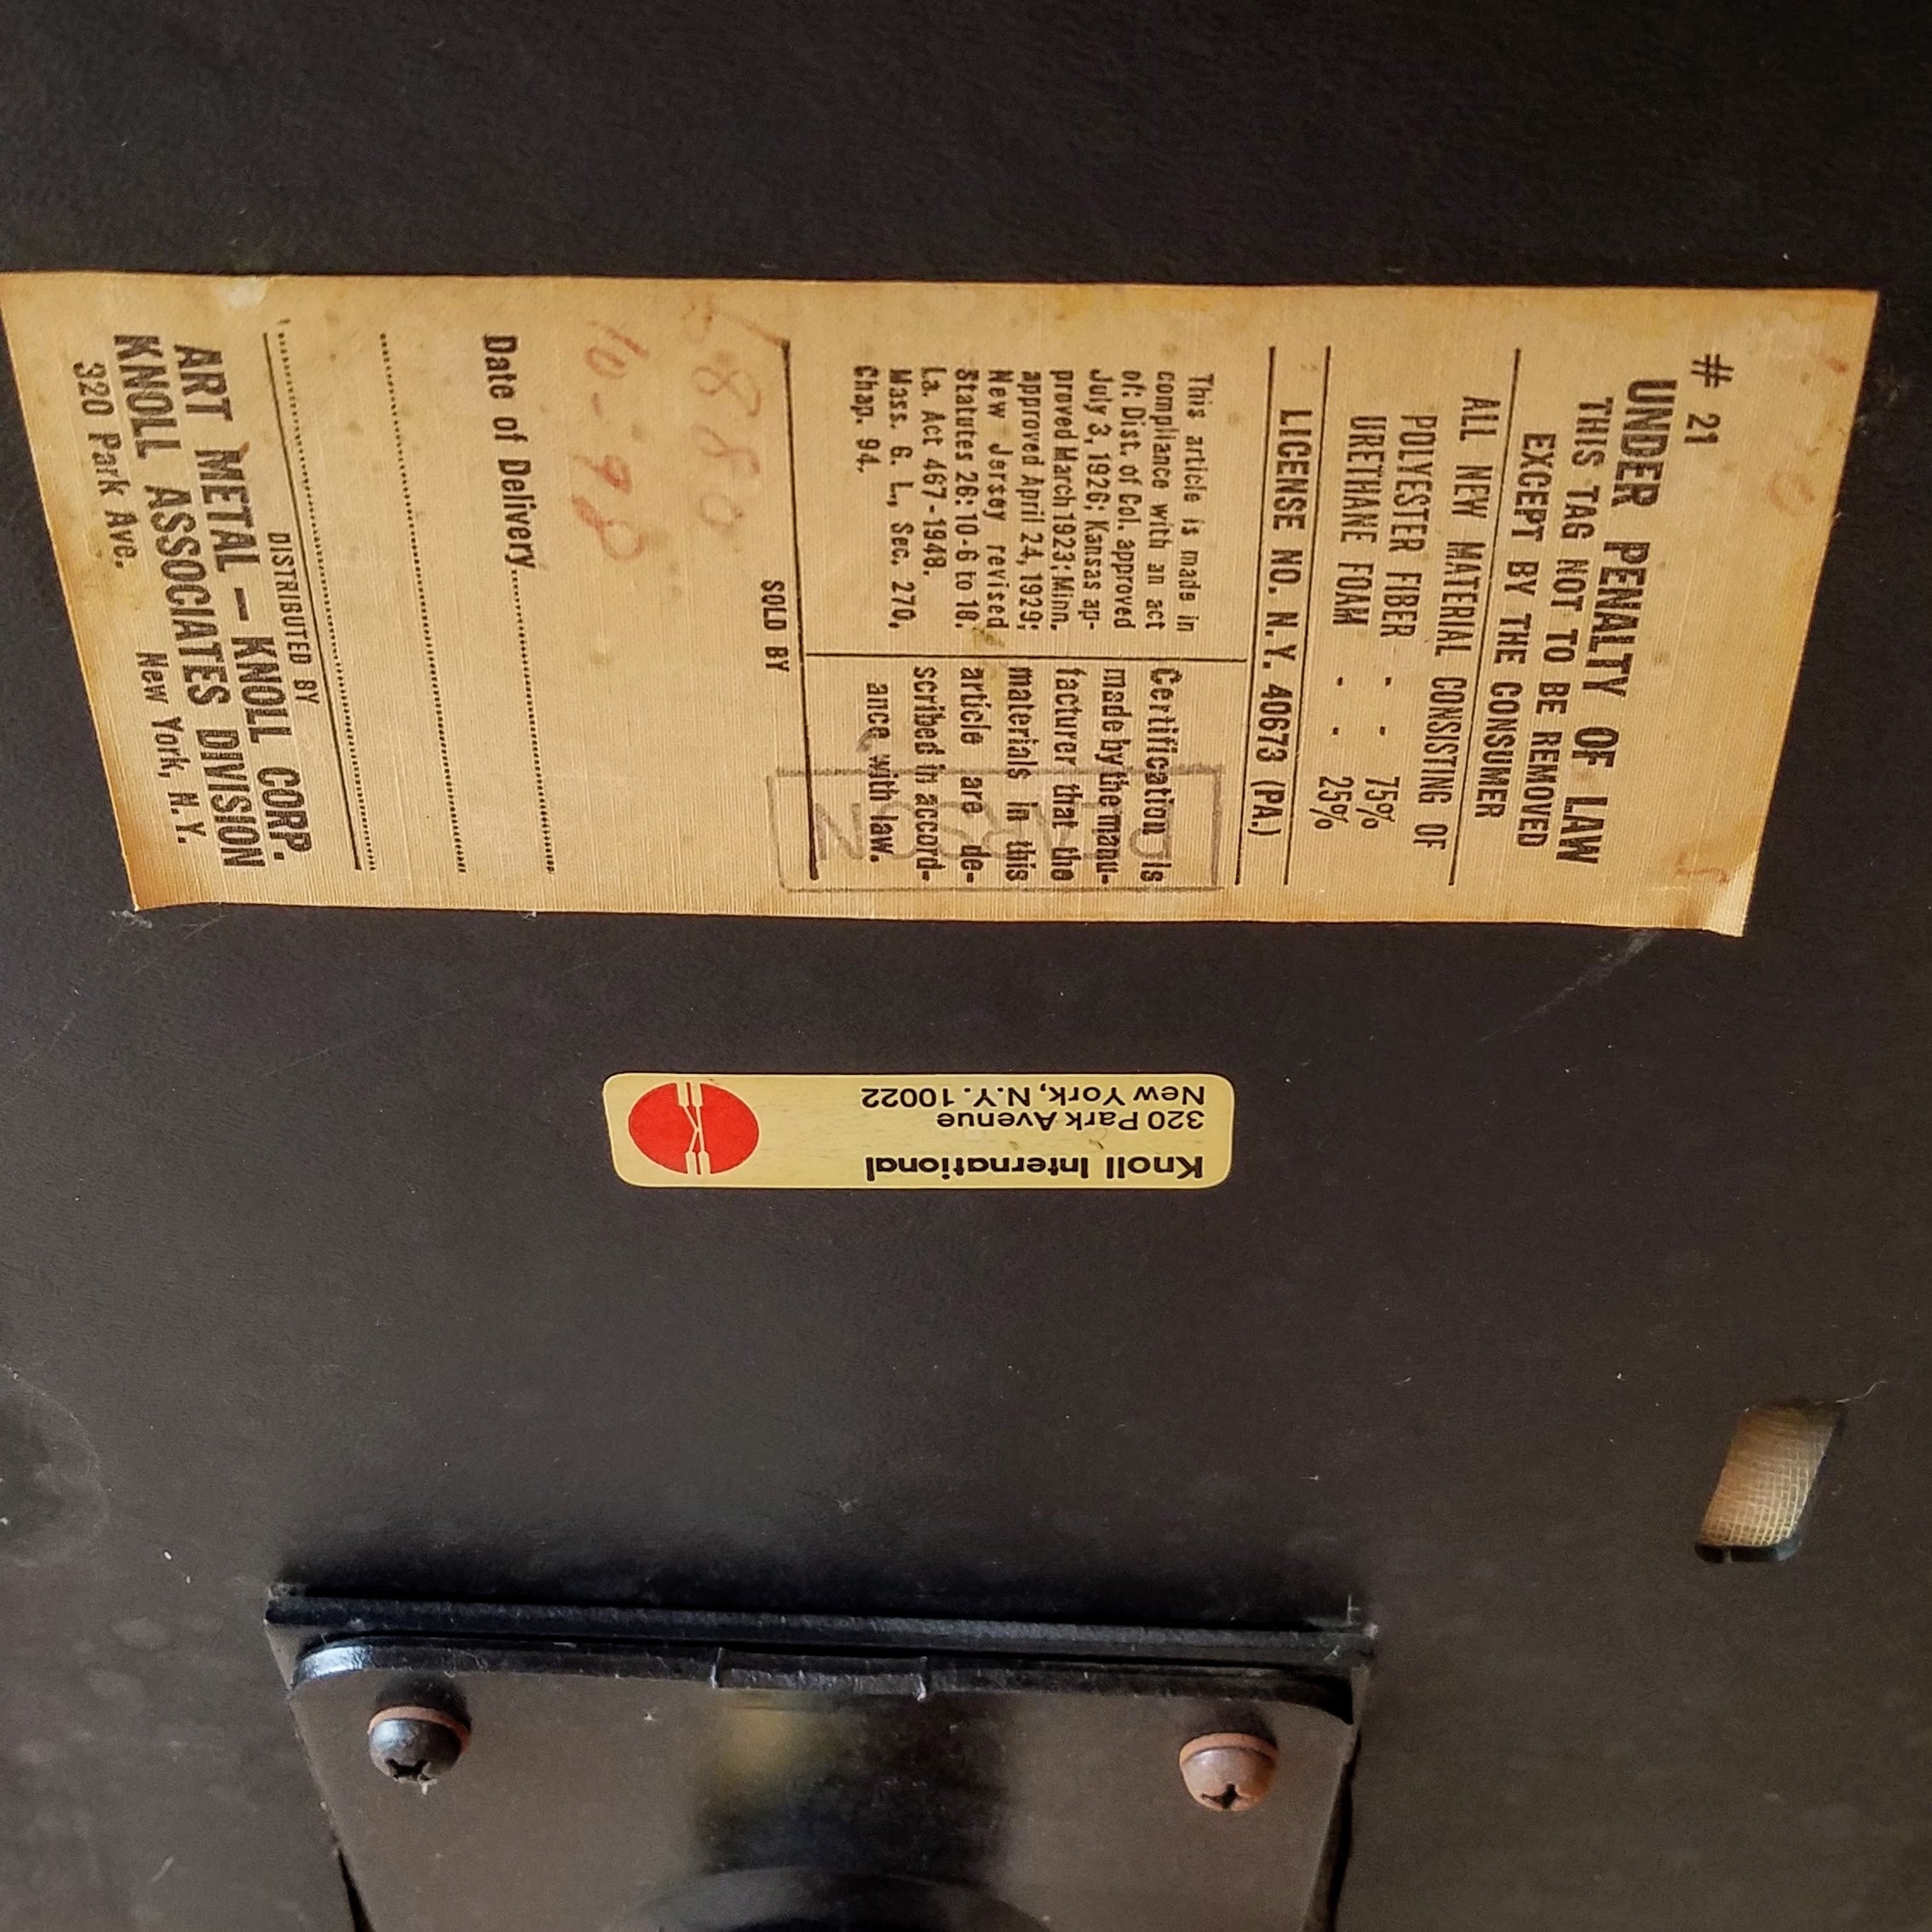 # 21
UNDER PENALTY OF LAW
THIS TAG NOT TO BE REMOVED
EXCEPT BY THE CONSUMER
ALL NEW MATERIAL CONSISTING OF
POLYESTER FIBER - - 75%
URETHANE FOAM - - 25%
LICENSE NO. N.Y. 40673 (PA.)
This article is made in
compliance with an act
of: Dist. of Col. approved
July 3, 1926; Kansas ap-
proved March 1923; Minn.
approved April 24, 1929;
New Jersey revised
Statutes 26:10-6 to 18.
La. Act 467-1948.
Mass. G. L., Sec. 270,
Chap. 94.
Certification is
made by the manu-
facturer that the
materials in this
article are de-
scribed in accord-
ance with law.
SOLD BY
10-98
Date of Delivery
DISTRIBUTED BY
ART METAL — KNOLL CORP.
KNOLL ASSOCIATES DIVISION
320 Park Ave. New York, N.Y.
Knoll International
320 Park Avenue
New York, N.Y. 10022